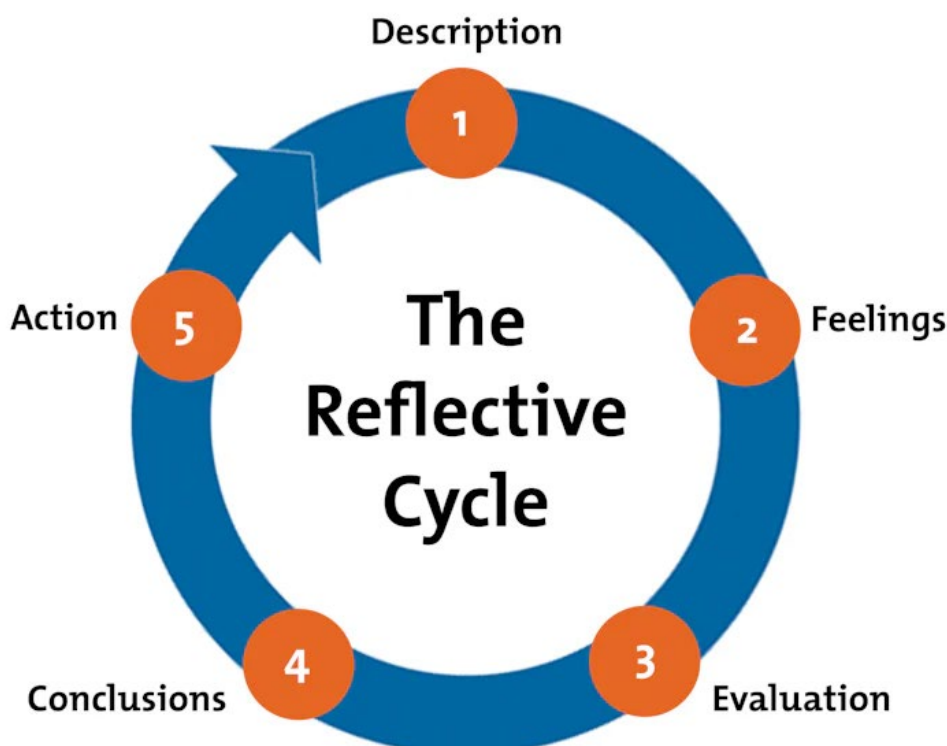 Description
1
Action
5
The
Reflective
Cycle
2
Feelings
4
Conclusions
3
Evaluation